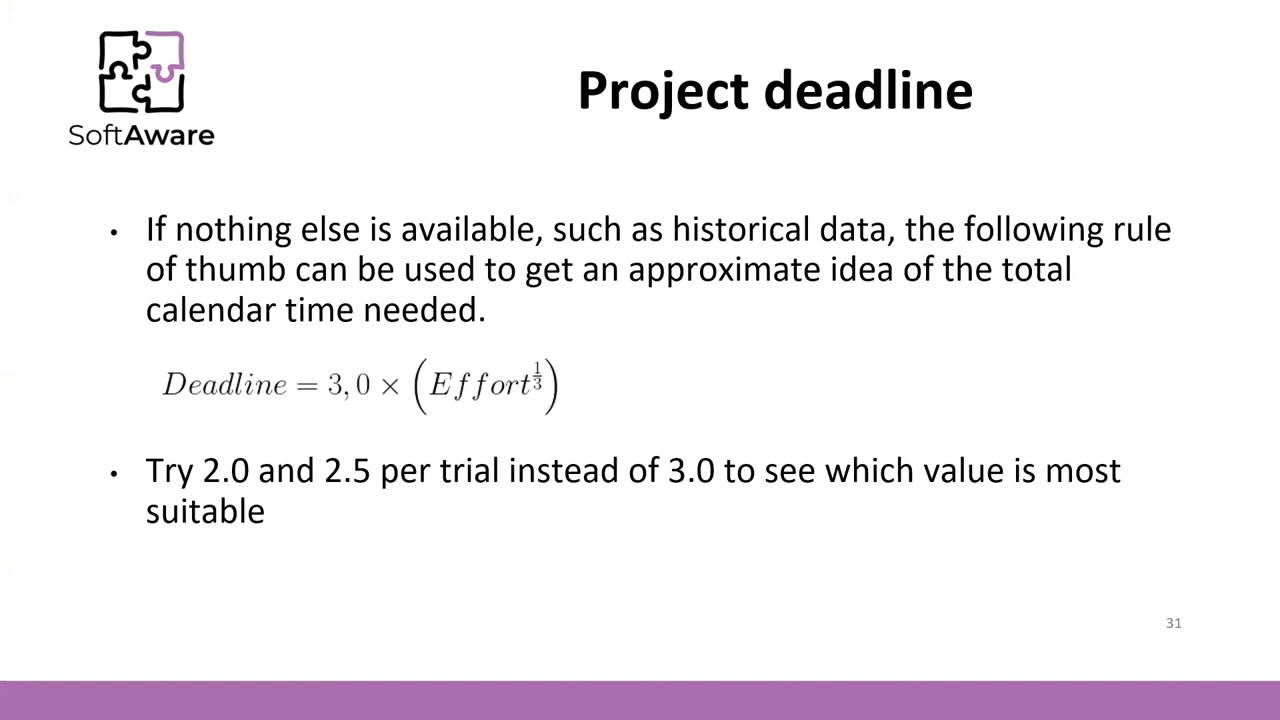 SoftAware
Project deadline
• If nothing else is available, such as historical data, the following rule
of thumb can be used to get an approximate idea of the total
calendar time needed.
Deadline = 3,0 × (Effort^{1/3})
• Try 2.0 and 2.5 per trial instead of 3.0 to see which value is most
suitable
31